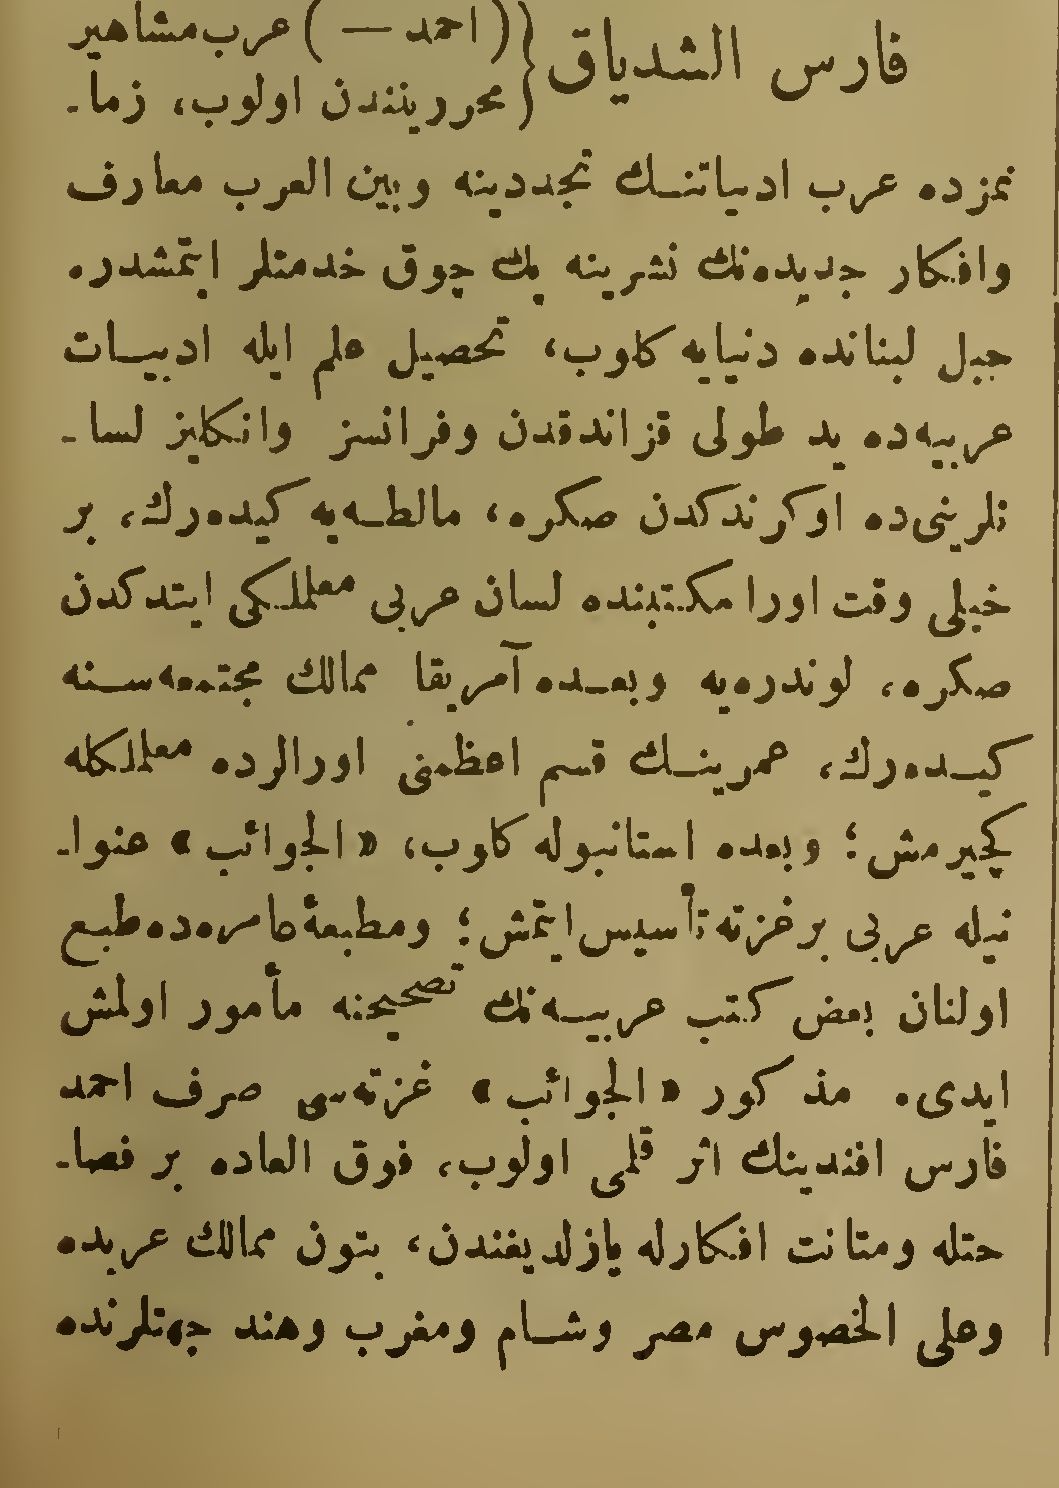 فارس الشدياق { (احمد —) عرب مشاهير
محررينندن اولوب، زما-
نمزده عرب ادبياتنك تجددينه وبين العرب معارف
وافكار جديده‌نك نشرينه پك چوق خدمتلر ايتمشدر.
جبل لبنانده دنيايه كلوب، تحصيل علم ايله ادبيات
عربيه‌ده يد طولى قزاندقدن وفرانسز وانكليز لسا-
نلرينى‌ده اوكرندكدن صكره، مالطه‌يه كيده‌رك، بر
خيلى وقت اورا مكتبنده لسان عربى معلملكى ايتدكدن
صكره، لوندره‌يه وبعده آمريقا ممالك مجتمعه‌سنه
كيده‌رك، عمرينك قسم اعظمنى اورالرده معلملكله
كچيرمش؛ وبعده استانبوله كلوب، «الجوائب» عنوا-
نيله عربى بر غزته تأسيس ايتمش؛ ومطبعهٔ عامره‌ده طبع
اولنان بعض كتب عربيه‌نك تصحيحنه مأمور اولمش
ايدى. مذكور «الجوائب» غزته‌سى صرف احمد
فارس افندينك اثر قلمى اولوب، فوق العاده بر فصا-
حتله ومتانت افكارله يازلديغندن، بتون ممالك عربده
وعلى الخصوص مصر وشام ومغرب وهند جهتلرنده